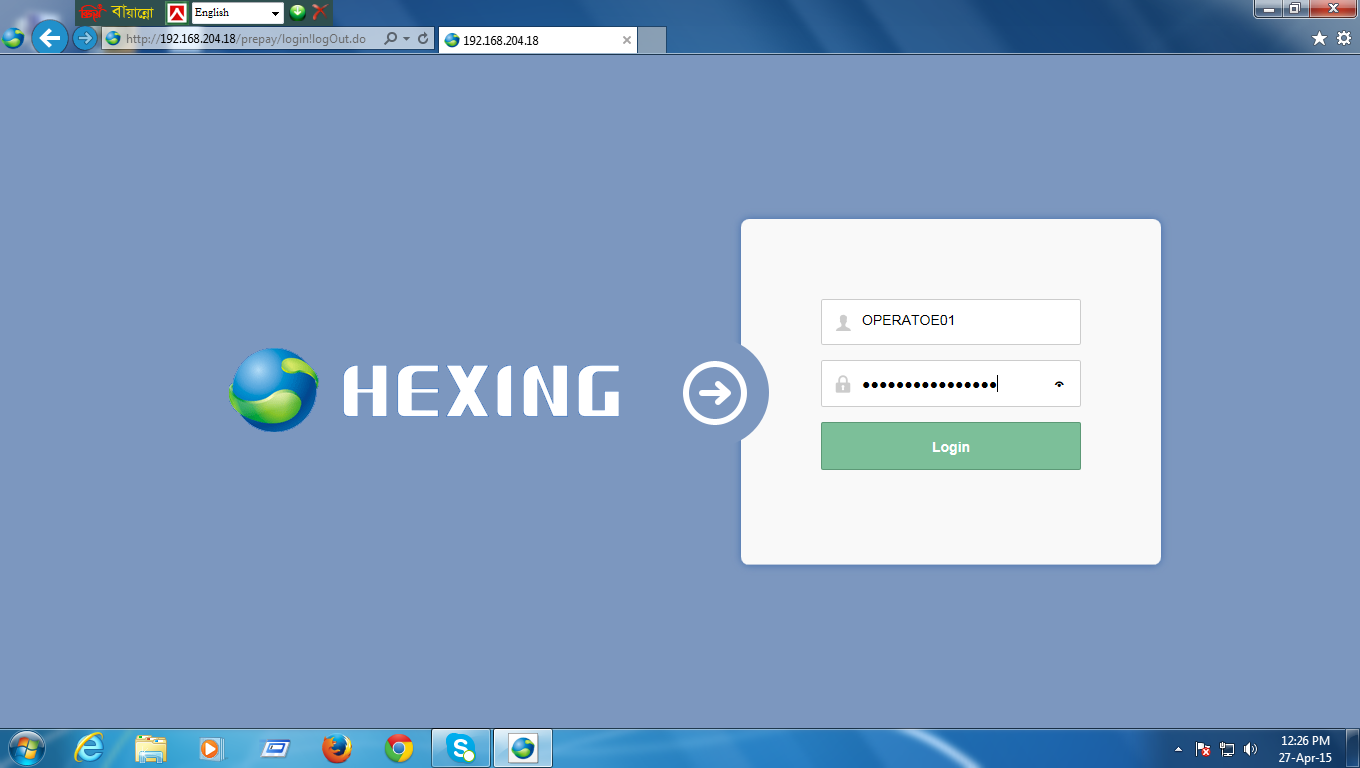 বায়ান্নো
English
http://192.168.204.18/prepay/login!logOut.do
192.168.204.18
OPERATOE01
HEXING
Login
12:26 PM
27-Apr-15